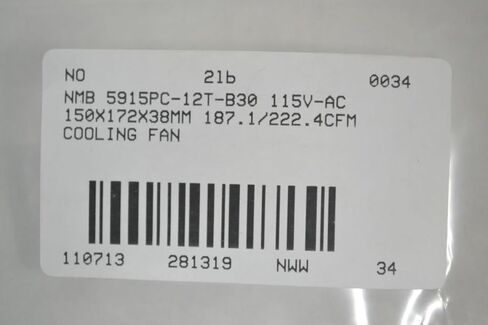 NO 2lb 0034
NMB 5915PC-12T-B30 115V-AC
150X172X38MM 187.1/222.4CFM
COOLING FAN
110713 281319 NWW 34